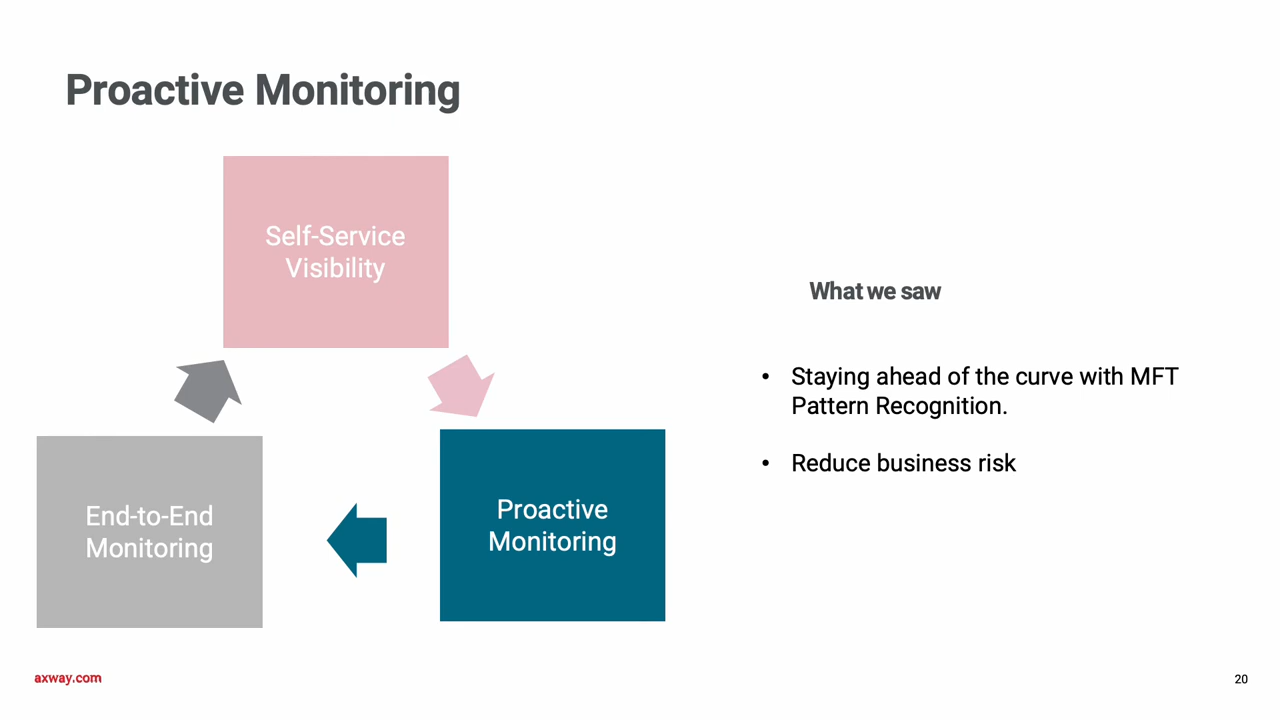 Proactive Monitoring
Self-Service
Visibility
End-to-End
Monitoring
Proactive
Monitoring
What we saw
• Staying ahead of the curve with MFT
Pattern Recognition.
• Reduce business risk
axway.com
20